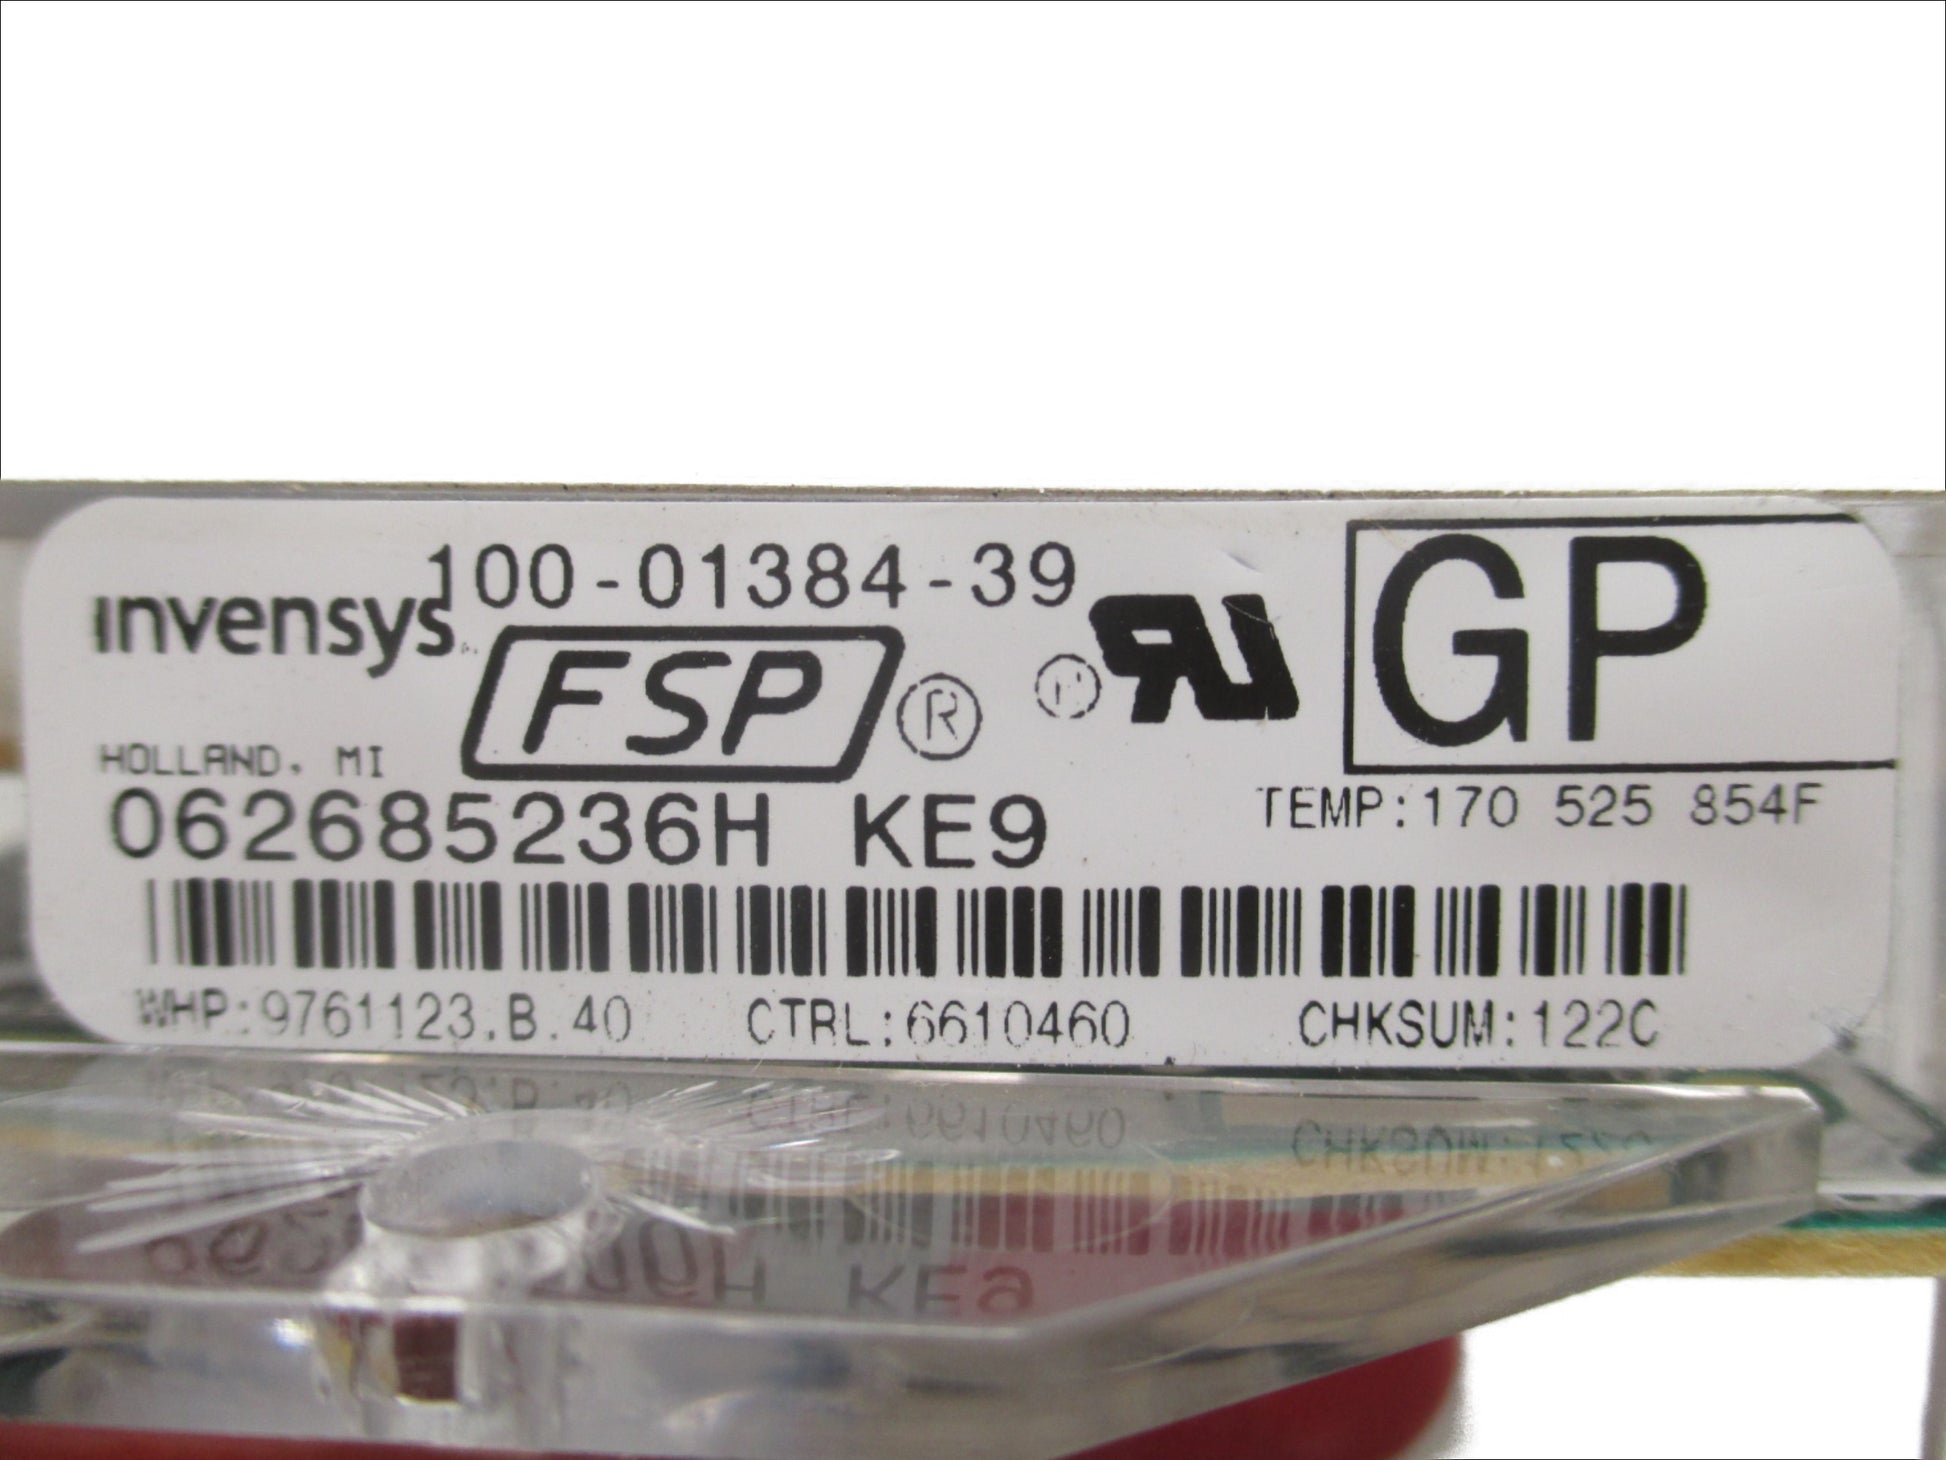 100-01384-39
invensys
FSP ®
UR
GP
HOLLAND, MI
062685236H KE9
TEMP:170 525 854F
WHP:9761123.B.40 CTRL:6610460 CHKSUM:122C